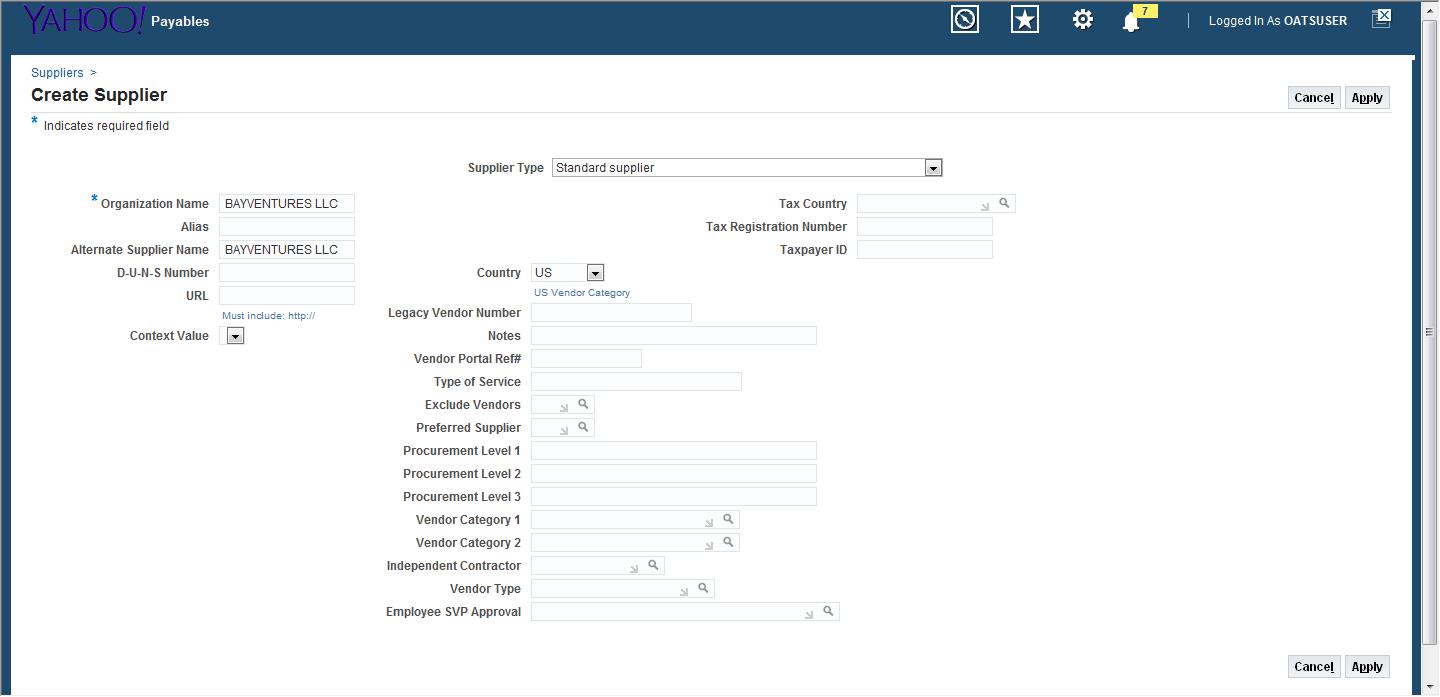 YAHOO! Payables 7 Logged In As OATSUSER
Suppliers >
Create Supplier Cancel Apply
* Indicates required field
Supplier Type Standard supplier
* Organization Name BAYVENTURES LLC Tax Country
Alias Tax Registration Number
Alternate Supplier Name BAYVENTURES LLC Taxpayer ID
D-U-N-S Number Country US
URL US Vendor Category
Must include: http:// Legacy Vendor Number
Context Value Notes
Vendor Portal Ref#
Type of Service
Exclude Vendors
Preferred Supplier
Procurement Level 1
Procurement Level 2
Procurement Level 3
Vendor Category 1
Vendor Category 2
Independent Contractor
Vendor Type
Employee SVP Approval
Cancel Apply